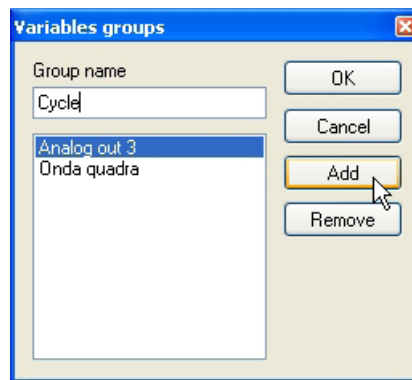 Variables groups
Group name
Cycle
Analog out 3
Onda quadra
OK
Cancel
Add
Remove